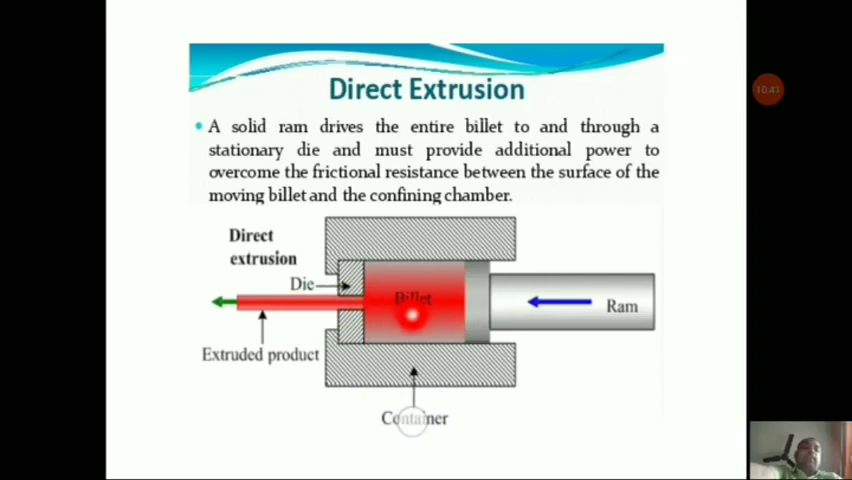 Direct Extrusion
A solid ram drives the entire billet to and through a
stationary die and must provide additional power to
overcome the frictional resistance between the surface of the
moving billet and the confining chamber.
10:41
Direct
extrusion
Die
Billet
Ram
Extruded product
Container